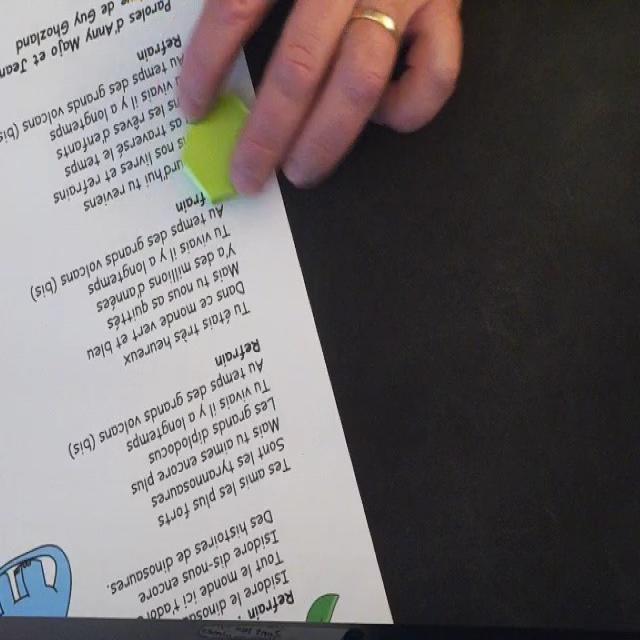 Refrain
Isidore le
Tout le monde ici t'adore
Isidore dis-nous encore
Des histoires de dinosaures.
Tes amis les plus forts
Sont les tyrannosaures
Mais tu aimes encore plus
Les grands diplodocus
Tu vivais il y a longtemps
Au temps des grands volcans (bis)
Refrain
Tu étais très heureux
Dans ce monde vert et bleu
Mais tu nous as quittés
Y'a des millions d'années
Tu vivais il y a longtemps
Au temps des grands volcans (bis)
frain
urd'hui tu reviens
nos livres et refrains
as traversé le temps
ns les rêves d'enfants
u vivais il y a longtemps
Au temps des grands volcans (bis)
Refrain
Paroles d'Anny Majo et Jean
de Guy Ghozland